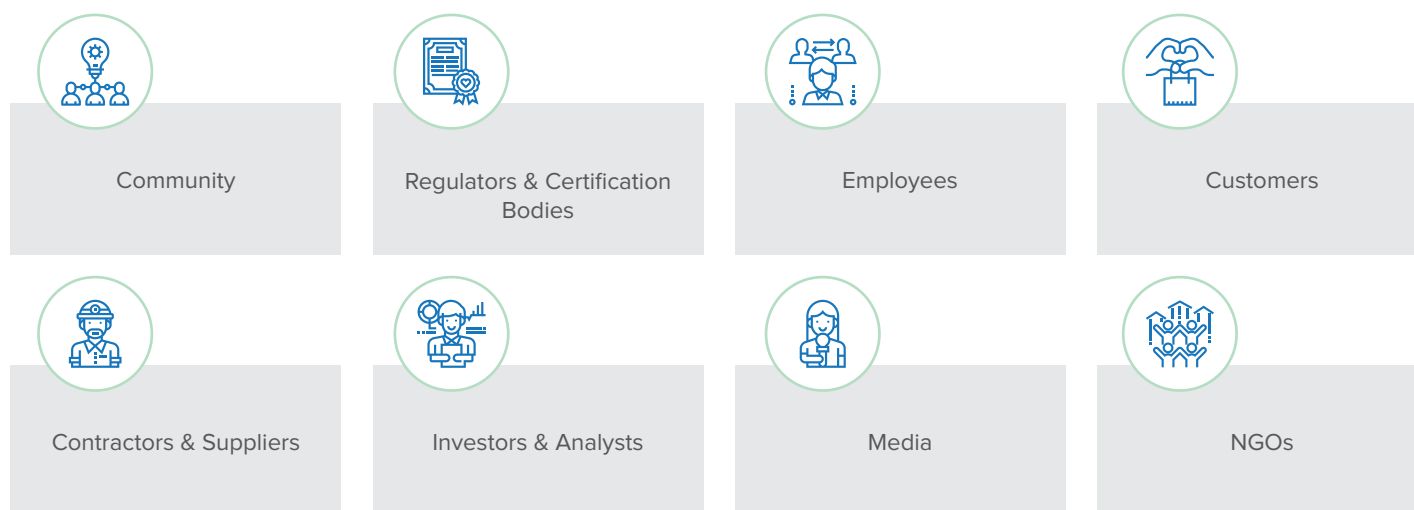 Community
Regulators & Certification
Bodies
Employees
Customers
Contractors & Suppliers
Investors & Analysts
Media
NGOs